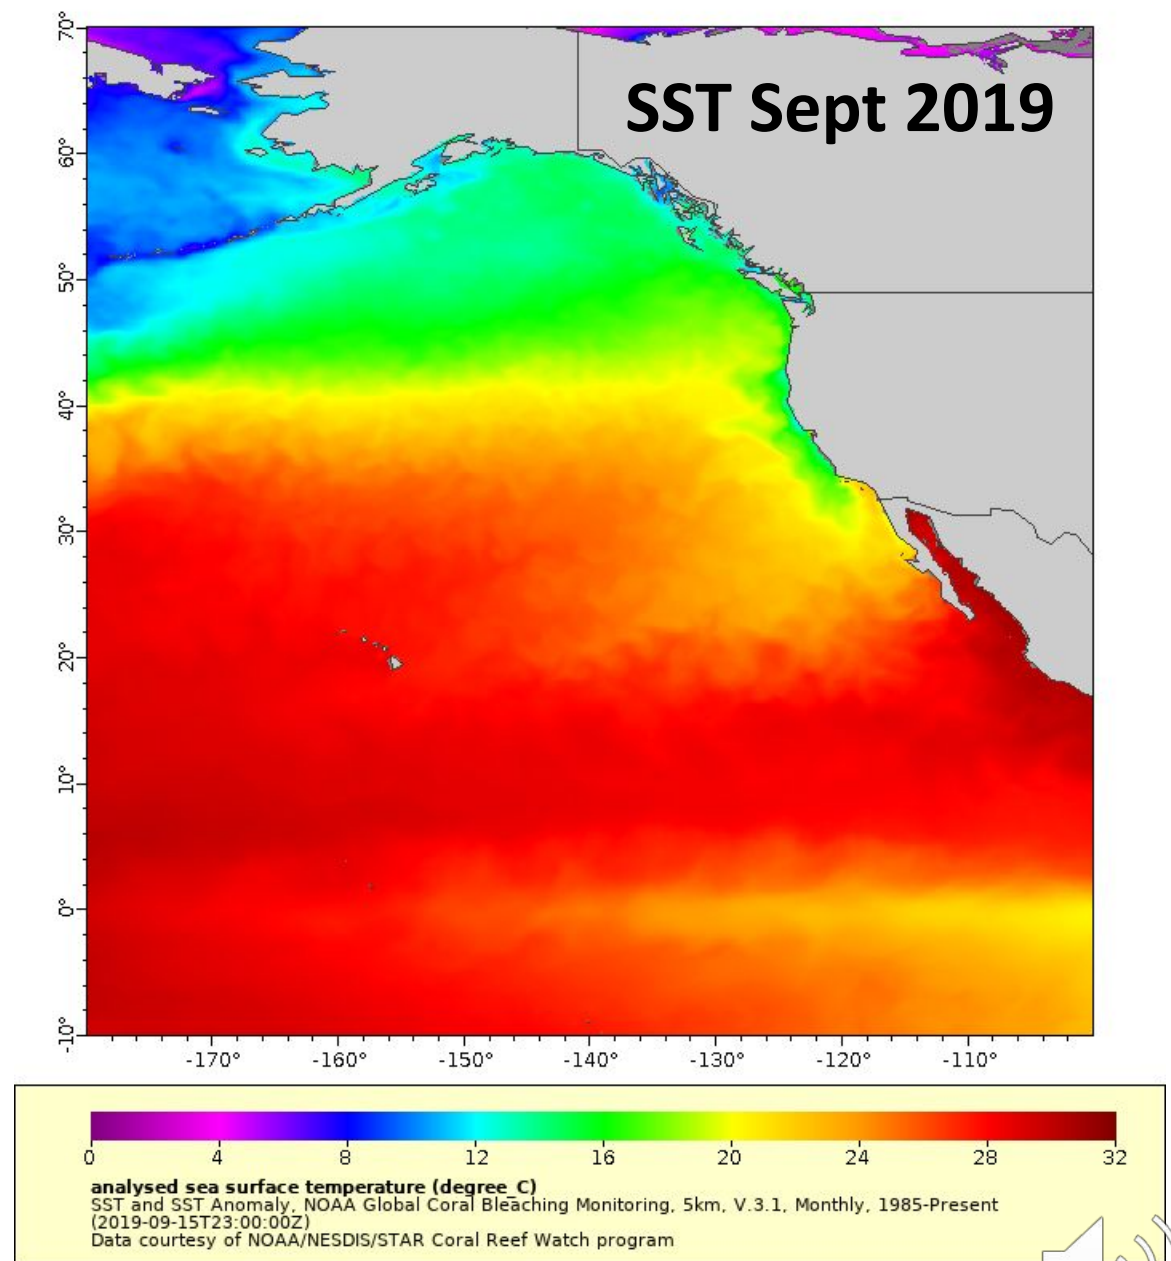 SST Sept 2019
70°
60°
50°
40°
30°
20°
10°
0°
-10°
-170° -160° -150° -140° -130° -120° -110°
0 4 8 12 16 20 24 28 32
analysed sea surface temperature (degree_C)
SST and SST Anomaly, NOAA Global Coral Bleaching Monitoring, 5km, V.3.1, Monthly, 1985-Present
(2019-09-15T23:00:00Z)
Data courtesy of NOAA/NESDIS/STAR Coral Reef Watch program